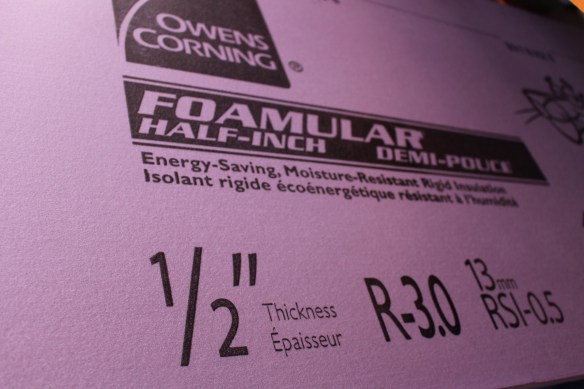 OWENS
CORNING
®
FOAMULAR
HALF-INCH DEMI-POUCE
Energy-Saving, Moisture-Resistant Rigid Insulation
Isolant rigide écoénergétique résistant à l'humidité
1/2"
Thickness
Épaisseur
R-3.0
13 mm
RSI-0.5